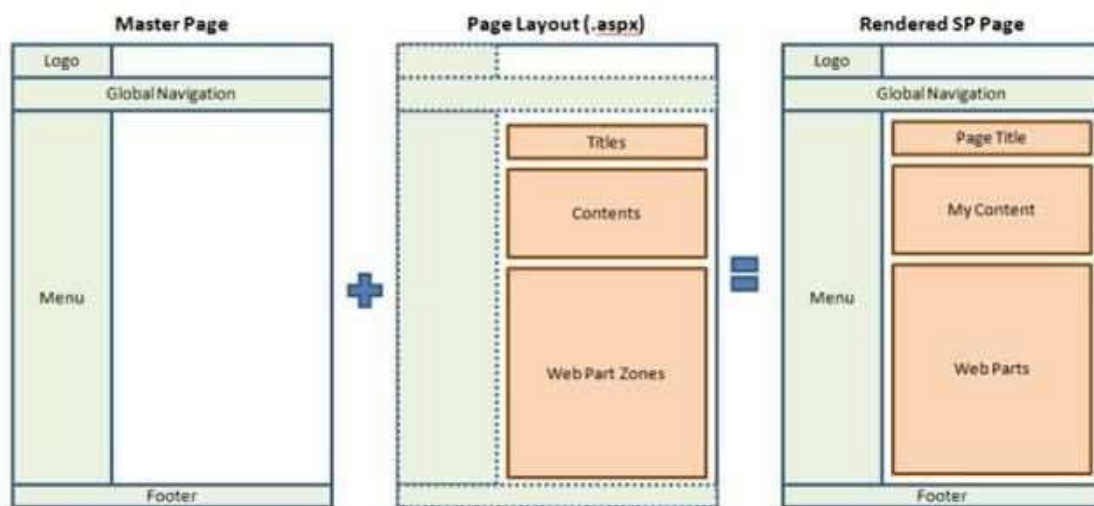 Master Page
Page Layout (.aspx)
Rendered SP Page
Logo
Global Navigation
Menu
Footer
Titles
Contents
Web Part Zones
Logo
Global Navigation
Page Title
My Content
Menu
Web Parts
Footer